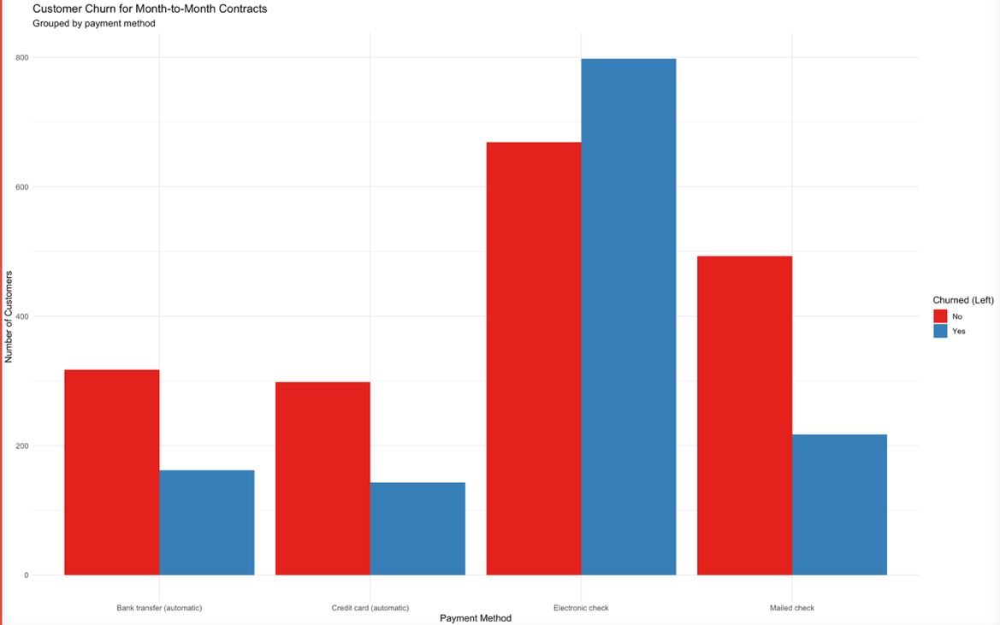 Customer Churn for Month-to-Month Contracts
Grouped by payment method
800
600
400
200
0
Number of Customers
Bank transfer (automatic)
Credit card (automatic)
Electronic check
Mailed check
Payment Method
Churned (Left)
No
Yes